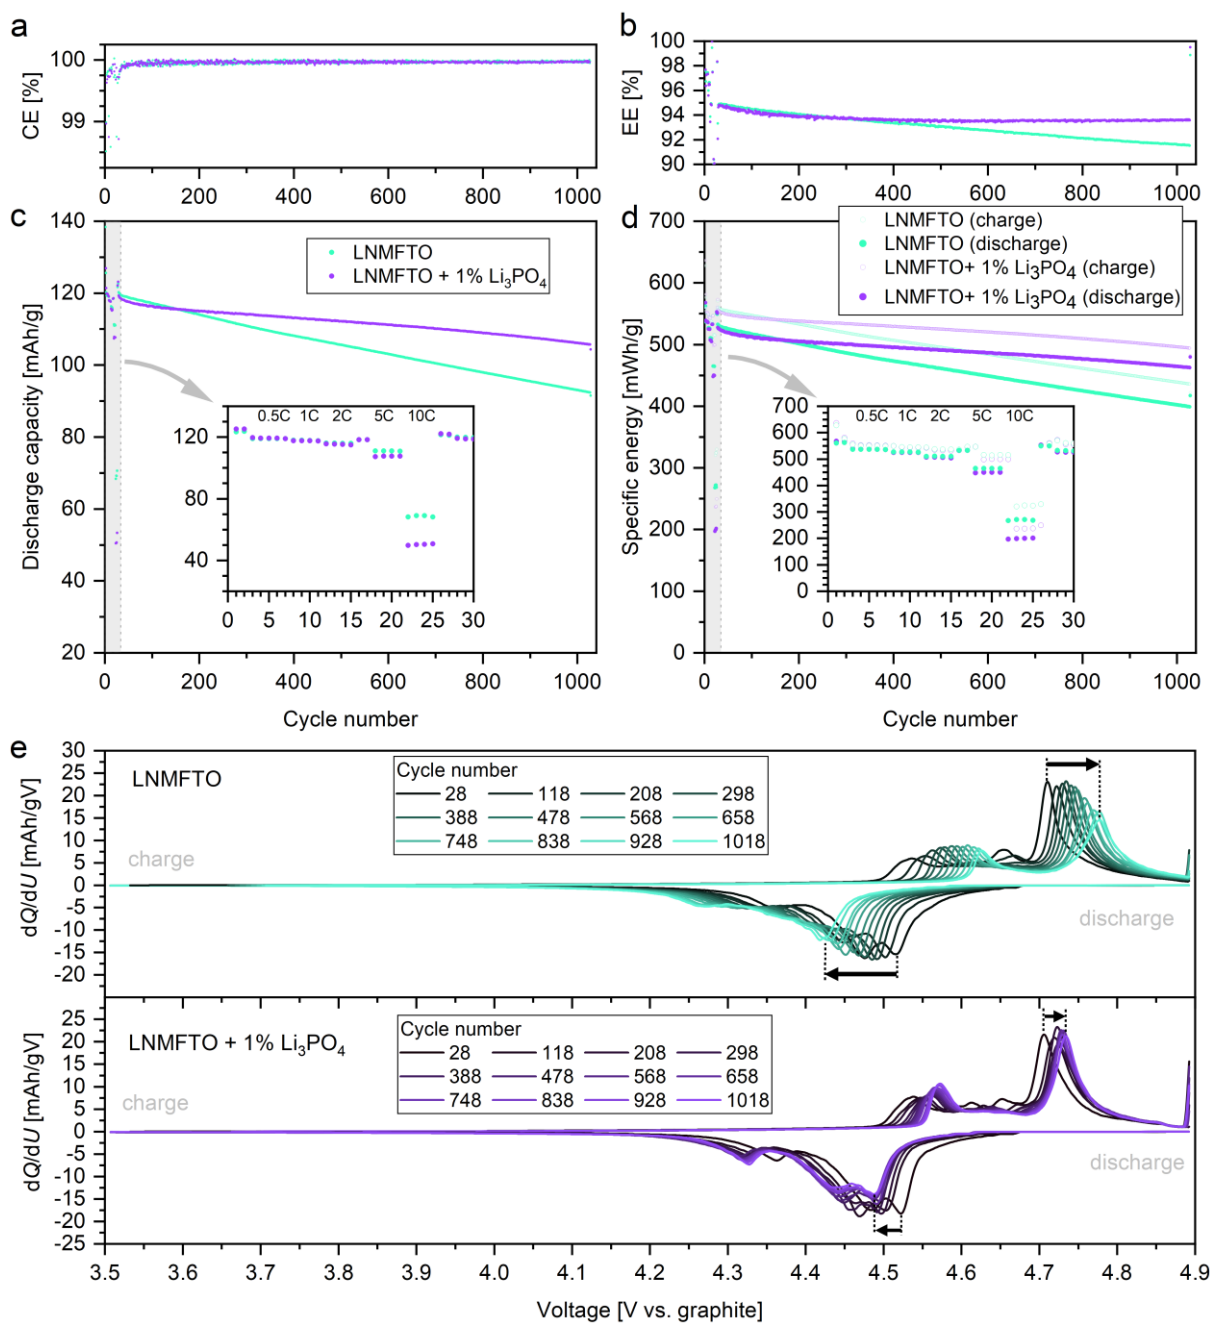 a
b
CE [%]
100
99
0 200 400 600 800 1000
EE [%]
100
98
96
94
92
90
0 200 400 600 800 1000
c
d
Discharge capacity [mAh/g]
140
120
100
80
60
40
20
LNMFTO
LNMFTO + 1% Li₃PO₄
0.5C 1C 2C 5C 10C
120
80
40
0 5 10 15 20 25 30
0 200 400 600 800 1000
Cycle number
Specific energy [mWh/g]
700
600
500
400
300
200
100
0
LNMFTO (charge)
LNMFTO (discharge)
LNMFTO+ 1% Li₃PO₄ (charge)
LNMFTO+ 1% Li₃PO₄ (discharge)
0.5C 1C 2C 5C 10C
700
600
500
400
300
200
100
0
0 5 10 15 20 25 30
0 200 400 600 800 1000
Cycle number
e
dQ/dU [mAh/gV]
30
25
20
15
10
5
0
-5
-10
-15
-20
LNMFTO
Cycle number
28 118 208 298
388 478 568 658
748 838 928 1018
charge
discharge
dQ/dU [mAh/gV]
25
20
15
10
5
0
-5
-10
-15
-20
-25
LNMFTO + 1% Li₃PO₄
Cycle number
28 118 208 298
388 478 568 658
748 838 928 1018
charge
discharge
3.5 3.6 3.7 3.8 3.9 4.0 4.1 4.2 4.3 4.4 4.5 4.6 4.7 4.8 4.9
Voltage [V vs. graphite]